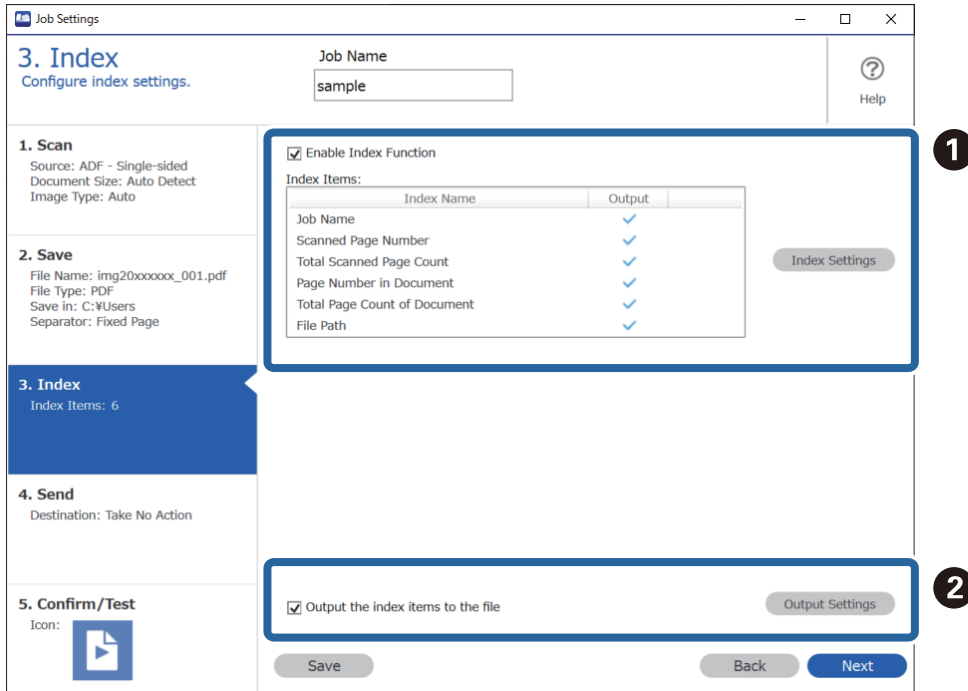 Job Settings
3. Index
Configure index settings.
Job Name
sample
Help
1. Scan
Source: ADF - Single-sided
Document Size: Auto Detect
Image Type: Auto
2. Save
File Name: img20xxxxxx_001.pdf
File Type: PDF
Save in: C:¥Users
Separator: Fixed Page
3. Index
Index Items: 6
4. Send
Destination: Take No Action
5. Confirm/Test
Icon:
1
Enable Index Function
Index Items:
Index Name Output
Job Name
Scanned Page Number
Total Scanned Page Count
Page Number in Document
Total Page Count of Document
File Path
Index Settings
2
Output the index items to the file
Output Settings
Save
Back
Next